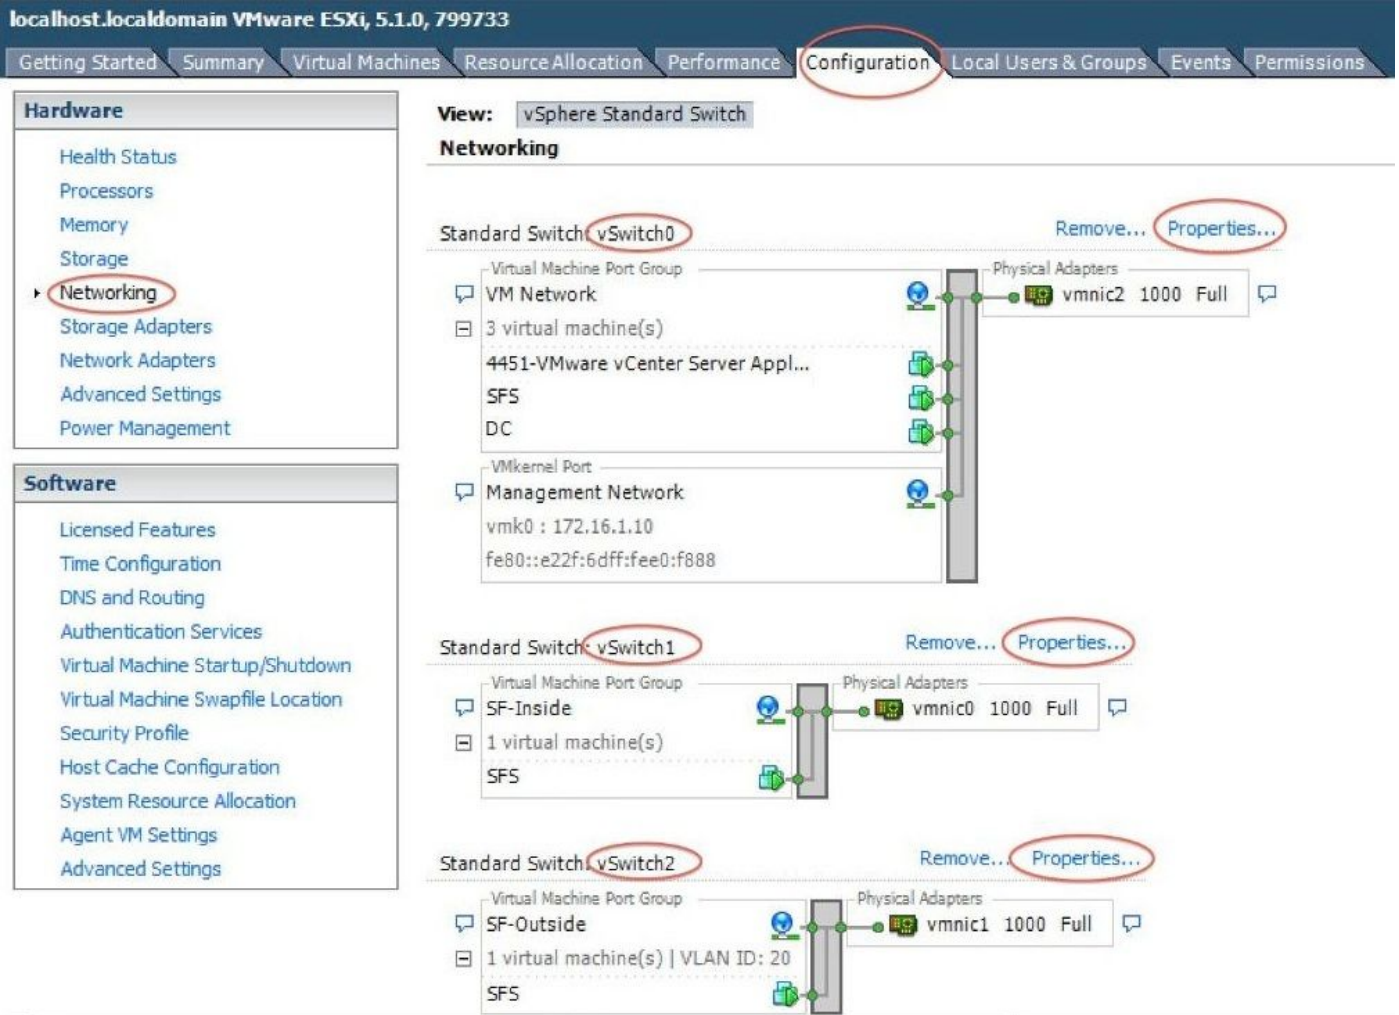 localhost.localdomain VMware ESXi, 5.1.0, 799733
Getting Started Summary Virtual Machines Resource Allocation Performance Configuration Local Users & Groups Events Permissions
Hardware
Health Status
Processors
Memory
Storage
Networking
Storage Adapters
Network Adapters
Advanced Settings
Power Management
Software
Licensed Features
Time Configuration
DNS and Routing
Authentication Services
Virtual Machine Startup/Shutdown
Virtual Machine Swapfile Location
Security Profile
Host Cache Configuration
System Resource Allocation
Agent VM Settings
Advanced Settings
View: vSphere Standard Switch
Networking
Standard Switch: vSwitch0 Remove... Properties...
Virtual Machine Port Group Physical Adapters
VM Network vmnic2 1000 Full
3 virtual machine(s)
4451-VMware vCenter Server Appl...
SFS
DC
VMkernel Port
Management Network
vmk0 : 172.16.1.10
fe80::e22f:6dff:fee0:f888
Standard Switch: vSwitch1 Remove... Properties...
Virtual Machine Port Group Physical Adapters
SF-Inside vmnic0 1000 Full
1 virtual machine(s)
SFS
Standard Switch: vSwitch2 Remove... Properties...
Virtual Machine Port Group Physical Adapters
SF-Outside vmnic1 1000 Full
1 virtual machine(s) | VLAN ID: 20
SFS